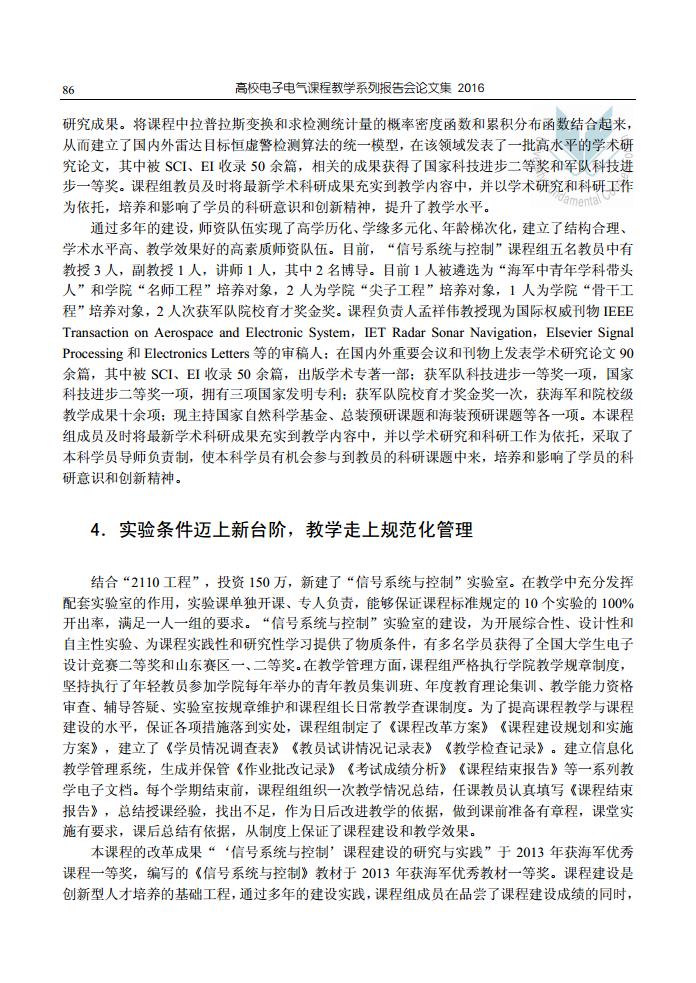 86
高校电子电气课程教学系列报告会论文集 2016
研究成果。将课程中拉普拉斯变换和求检测统计量的概率密度函数和累积分布函数结合起来，
从而建立了国内外雷达目标恒虚警检测算法的统一模型，在该领域发表了一批高水平的学术研
究论文，其中被 SCI、EI 收录 50 余篇，相关的成果获得了国家科技进步二等奖和军队科技进
步一等奖。课程组教员及时将最新学术科研成果充实到教学内容中，并以学术研究和科研工作
为依托，培养和影响了学员的科研意识和创新精神，提升了教学水平。
通过多年的建设，师资队伍实现了高学历化、学缘多元化、年龄梯次化，建立了结构合理、
学术水平高、教学效果好的高素质师资队伍。目前，“信号系统与控制”课程组五名教员中有
教授 3 人，副教授 1 人，讲师 1 人，其中 2 名博导。目前 1 人被遴选为“海军中青年学科带头
人”和学院“名师工程”培养对象，2 人为学院“尖子工程”培养对象，1 人为学院“骨干工
程”培养对象，2 人次获军队院校育才奖金奖。课程负责人孟祥伟教授现为国际权威刊物 IEEE
Transaction on Aerospace and Electronic System，IET Radar Sonar Navigation，Elsevier Signal
Processing 和 Electronics Letters 等的审稿人；在国内外重要会议和刊物上发表学术研究论文 90
余篇，其中被 SCI、EI 收录 50 余篇，出版学术专著一部；获军队科技进步一等奖一项，国家
科技进步二等奖一项，拥有三项国家发明专利；获军队院校育才奖金奖一次，获海军和院校级
教学成果十余项；现主持国家自然科学基金、总装预研课题和海装预研课题等各一项。本课程
组成员及时将最新学术科研成果充实到教学内容中，并以学术研究和科研工作为依托，采取了
本科学员导师负责制，使本科学员有机会参与到教员的科研课题中来，培养和影响了学员的科
研意识和创新精神。
4．实验条件迈上新台阶，教学走上规范化管理
结合“2110 工程”，投资 150 万，新建了“信号系统与控制”实验室。在教学中充分发挥
配套实验室的作用，实验课单独开课、专人负责，能够保证课程标准规定的 10 个实验的 100%
开出率，满足一人一组的要求。“信号系统与控制”实验室的建设，为开展综合性、设计性和
自主性实验、为课程实践性和研究性学习提供了物质条件，有多名学员获得了全国大学生电子
设计竞赛二等奖和山东赛区一、二等奖。在教学管理方面，课程组严格执行学院教学规章制度，
坚持执行了年轻教员参加学院每年举办的青年教员集训班、年度教育理论集训、教学能力资格
审查、辅导答疑、实验室按规章维护和课程组长日常教学查课制度。为了提高课程教学与课程
建设的水平，保证各项措施落到实处，课程组制定了《课程改革方案》《课程建设规划和实施
方案》，建立了《学员情况调查表》《教员试讲情况记录表》《教学检查记录》。建立信息化
教学管理系统，生成并保管《作业批改记录》《考试成绩分析》《课程结束报告》等一系列教
学电子文档。每个学期结束前，课程组组织一次教学情况总结，任课教员认真填写《课程结束
报告》，总结授课经验，找出不足，作为日后改进教学的依据，做到课前准备有章程，课堂实
施有要求，课后总结有依据，从制度上保证了课程建设和教学效果。
本课程的改革成果“‘信号系统与控制’课程建设的研究与实践”于 2013 年获海军优秀
课程一等奖，编写的《信号系统与控制》教材于 2013 年获海军优秀教材一等奖。课程建设是
创新型人才培养的基础工程，通过多年的建设实践，课程组成员在品尝了课程建设成绩的同时，